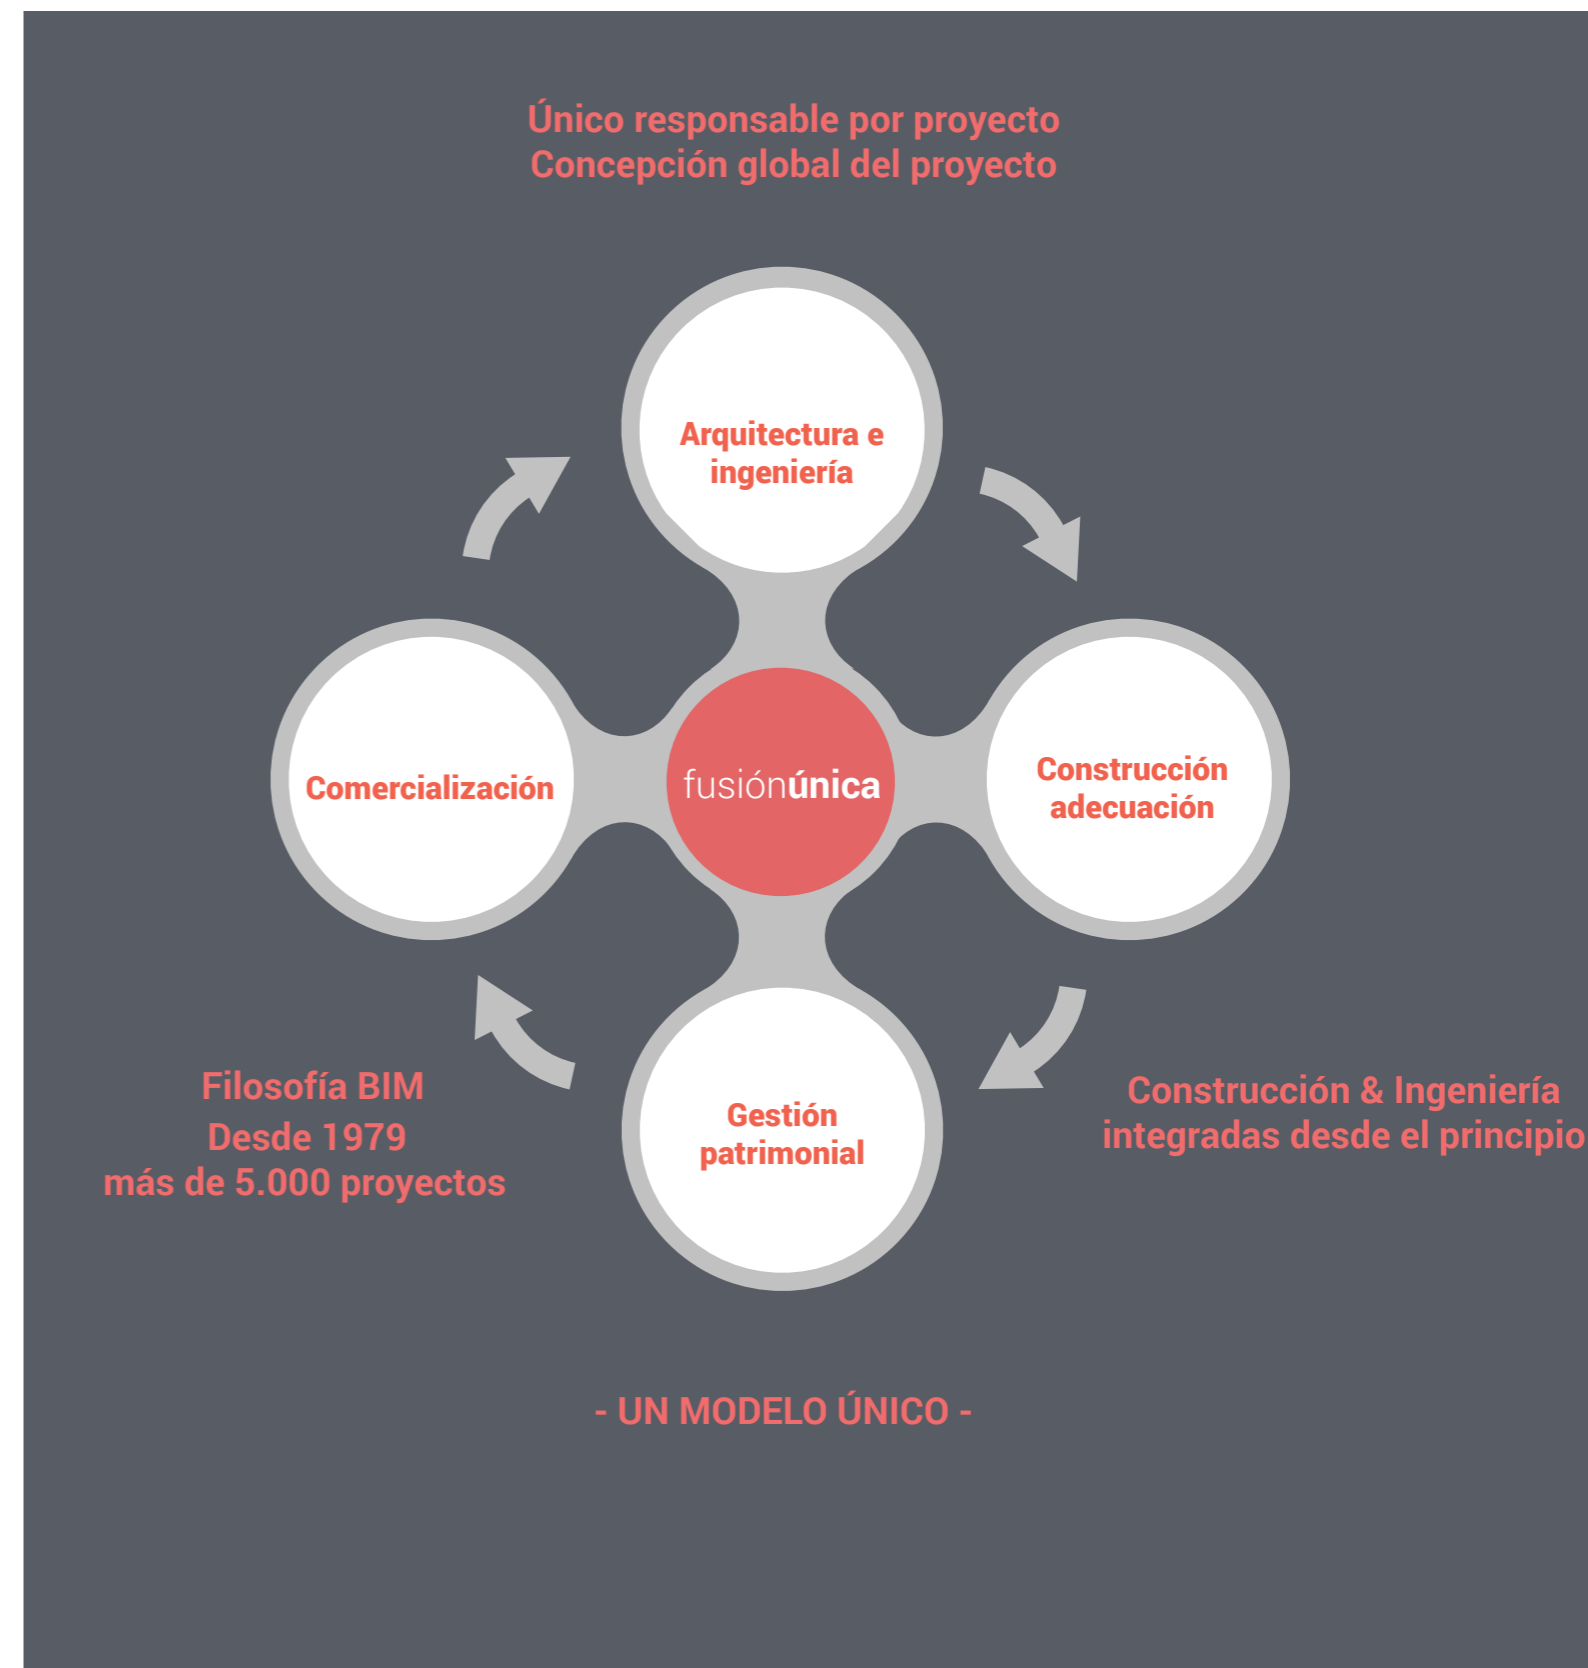 Único responsable por proyecto
Concepción global del proyecto
Arquitectura e
ingeniería
Comercialización
fusiónúnica
Construcción
adecuación
Gestión
patrimonial
Filosofía BIM
Desde 1979
más de 5.000 proyectos
Construcción & Ingeniería
integradas desde el principio
- UN MODELO ÚNICO -